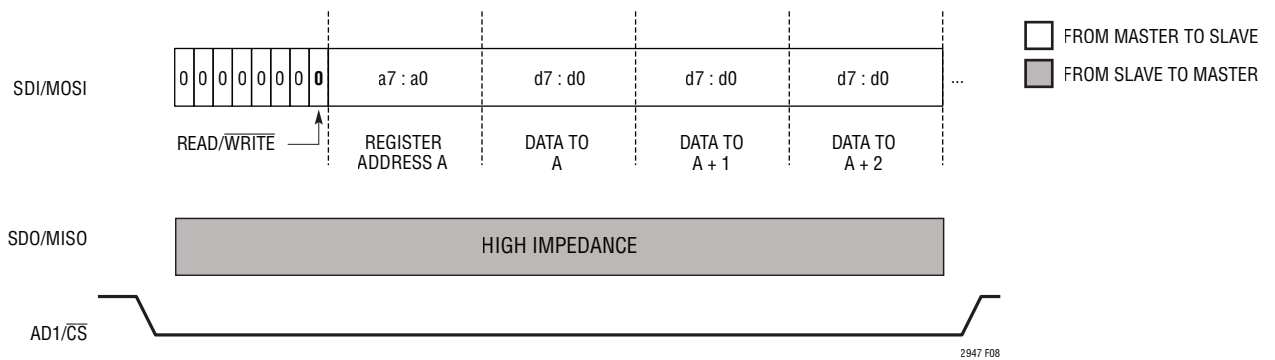 FROM MASTER TO SLAVE
FROM SLAVE TO MASTER
SDI/MOSI
0 0 0 0 0 0 0 0 a7 : a0 d7 : d0 d7 : d0 d7 : d0 ...
READ/W̅R̅I̅T̅E̅
REGISTER
ADDRESS A
DATA TO
A
DATA TO
A + 1
DATA TO
A + 2
SDO/MISO
HIGH IMPEDANCE
AD1/C̅S̅
2947 F08